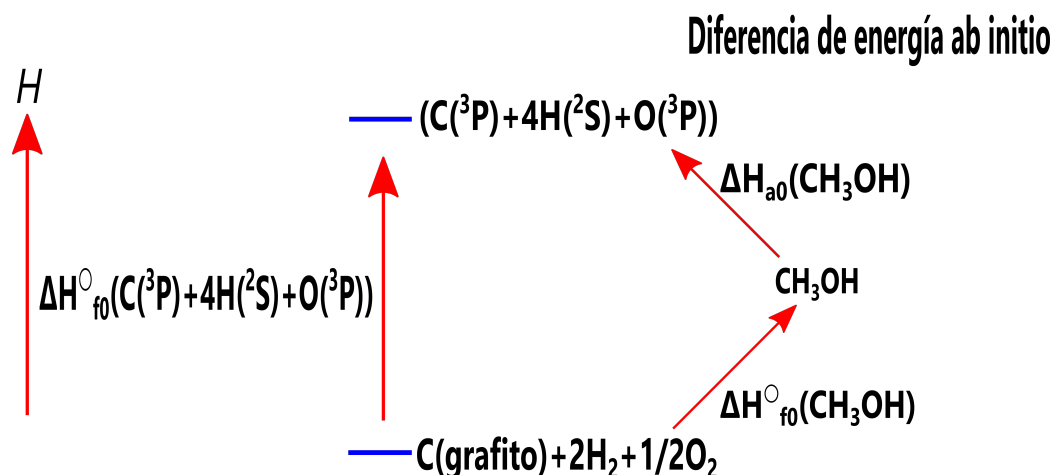 Diferencia de energía ab initio
H
(C(³P)+4H(²S)+O(³P))
ΔHₐ₀(CH₃OH)
ΔH°f0(C(³P)+4H(²S)+O(³P))
CH₃OH
ΔH°f0(CH₃OH)
C(grafito)+2H₂+1/2O₂